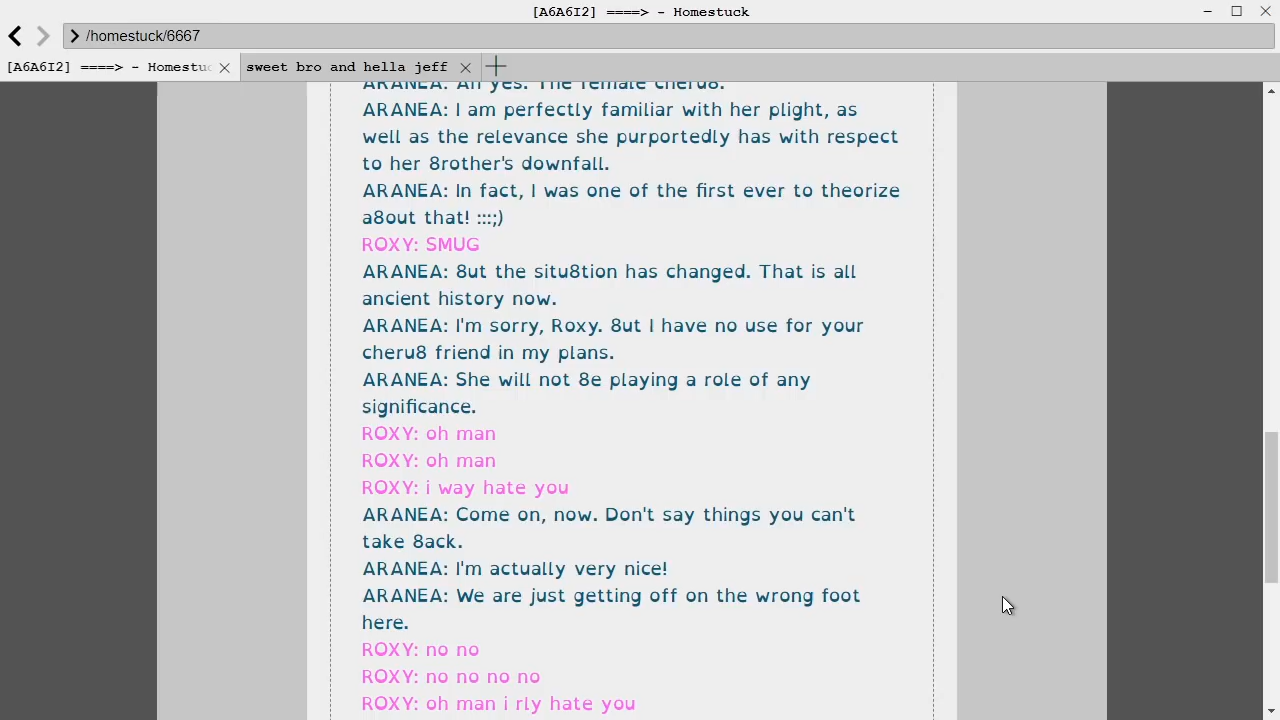 [A6A6I2] ====> - Homestuck
/homestuck/6667
[A6A6I2] ====> - Homestuc
sweet bro and hella jeff
ARANEA: Ah yes. The female cheru8.
ARANEA: I am perfectly familiar with her plight, as
well as the relevance she purportedly has with respect
to her 8rother's downfall.
ARANEA: In fact, I was one of the first ever to theorize
a8out that! :::;)
ROXY: SMUG
ARANEA: 8ut the situ8tion has changed. That is all
ancient history now.
ARANEA: I'm sorry, Roxy. 8ut I have no use for your
cheru8 friend in my plans.
ARANEA: She will not 8e playing a role of any
significance.
ROXY: oh man
ROXY: oh man
ROXY: i way hate you
ARANEA: Come on, now. Don't say things you can't
take 8ack.
ARANEA: I'm actually very nice!
ARANEA: We are just getting off on the wrong foot
here.
ROXY: no no
ROXY: no no no no
ROXY: oh man i rly hate you